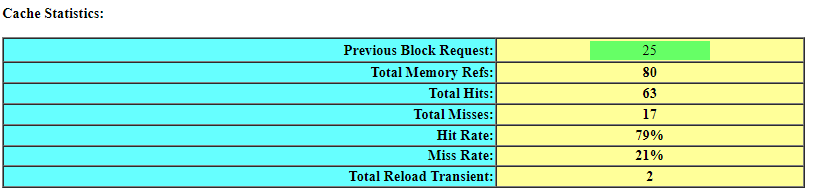 Cache Statistics:
Previous Block Request: 25
Total Memory Refs: 80
Total Hits: 63
Total Misses: 17
Hit Rate: 79%
Miss Rate: 21%
Total Reload Transient: 2